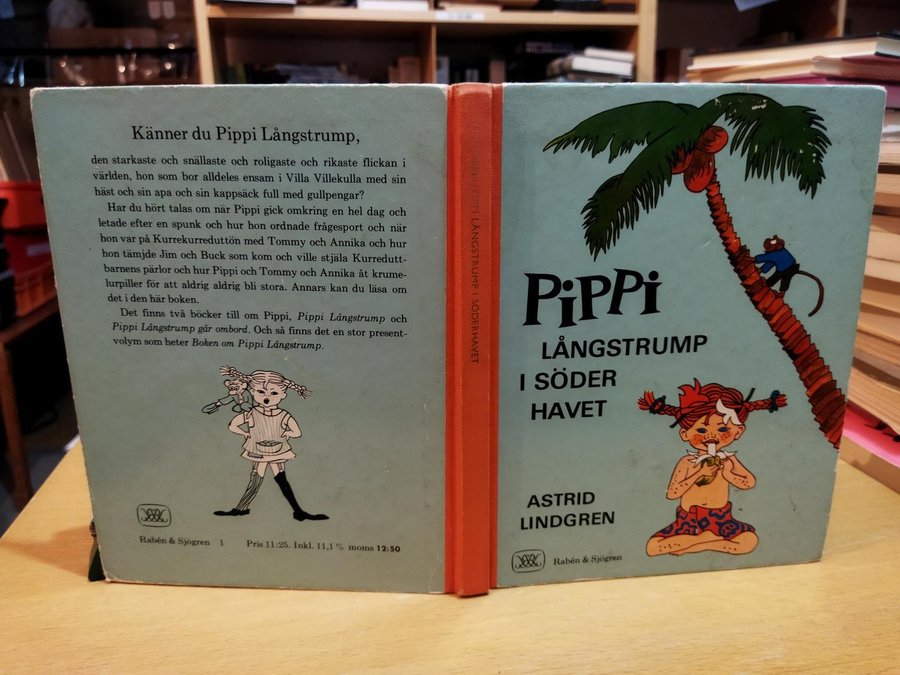 Känner du Pippi Långstrump,
den starkaste och snällaste och roligaste och rikaste flickan i
världen, hon som bor alldeles ensam i Villa Villekulla med sin
häst och sin apa och sin kappsäck full med gullpengar?
Har du hört talas om när Pippi gick omkring en hel dag och
letade efter en spunk och hur hon ordnade frågesport och när
hon var på Kurrekurreduttön med Tommy och Annika och hur
hon tämjde Jim och Buck som kom och ville stjäla Kurredutt-
barnens pärlor och hur Pippi och Tommy och Annika åt krume-
lurpiller för att aldrig aldrig bli stora. Annars kan du läsa om
det i den här boken.
Det finns två böcker till om Pippi, Pippi Långstrump och
Pippi Långstrump går ombord. Och så finns det en stor present-
volym som heter Boken om Pippi Långstrump.
Rabén & Sjögren 1 Pris 11:25. Inkl. 11,1 % moms 12:50
PIPPI LÅNGSTRUMP I SÖDERHAVET
PiPPi
LÅNGSTRUMP
I SÖDER
HAVET
ASTRID
LINDGREN
Rabén & Sjögren